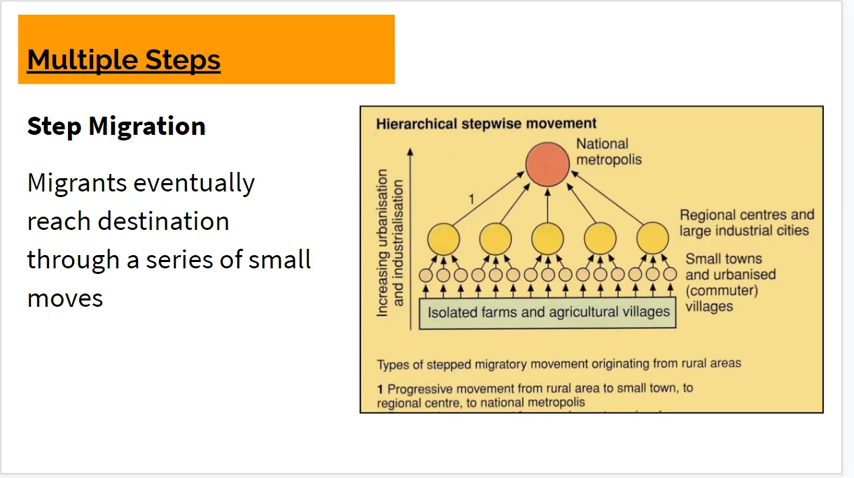 Multiple Steps
Step Migration
Migrants eventually
reach destination
through a series of small
moves
Hierarchical stepwise movement
National
metropolis
Increasing urbanisation
and industrialisation
1
Regional centres and
large industrial cities
Small towns
and urbanised
(commuter)
villages
Isolated farms and agricultural villages
Types of stepped migratory movement originating from rural areas
1 Progressive movement from rural area to small town, to
regional centre, to national metropolis